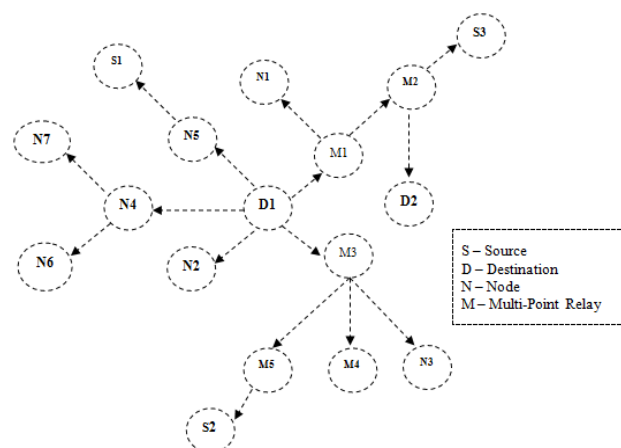 S3
S1
N1
M2
N7
N5
M1
N4
D1
D2
N6
N2
M3
S – Source
D – Destination
N – Node
M – Multi-Point Relay
M5
M4
N3
S2